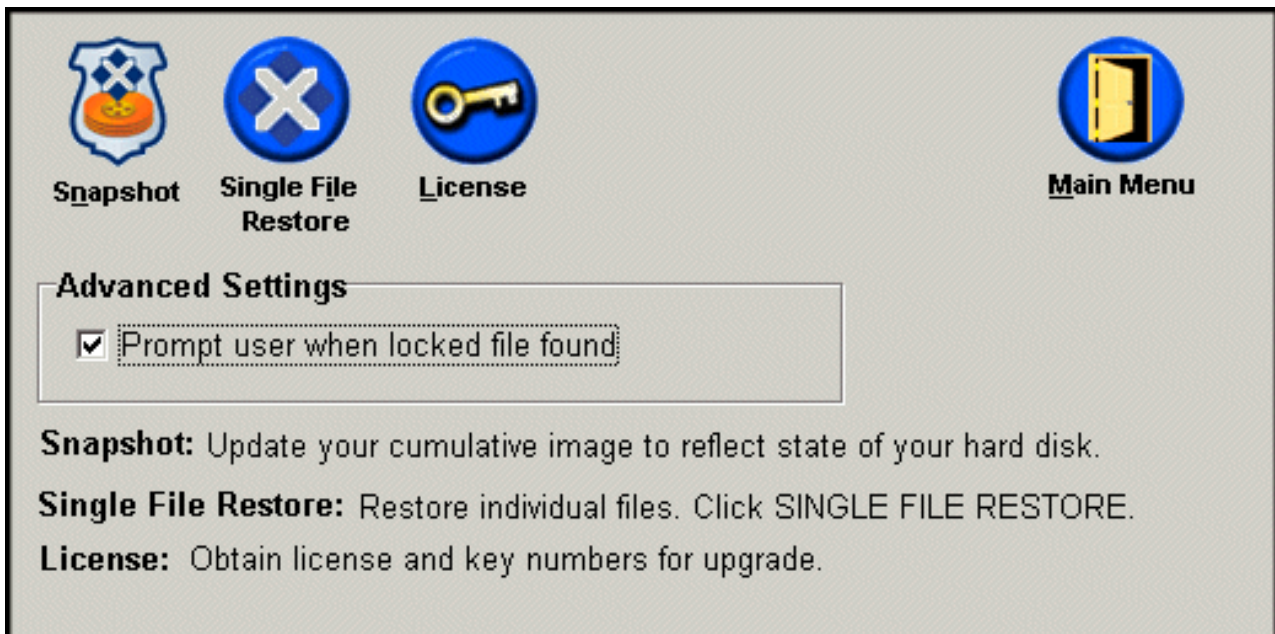 Snapshot
Single File
Restore
License
Main Menu
Advanced Settings
Prompt user when locked file found
Snapshot: Update your cumulative image to reflect state of your hard disk.
Single File Restore: Restore individual files. Click SINGLE FILE RESTORE.
License: Obtain license and key numbers for upgrade.